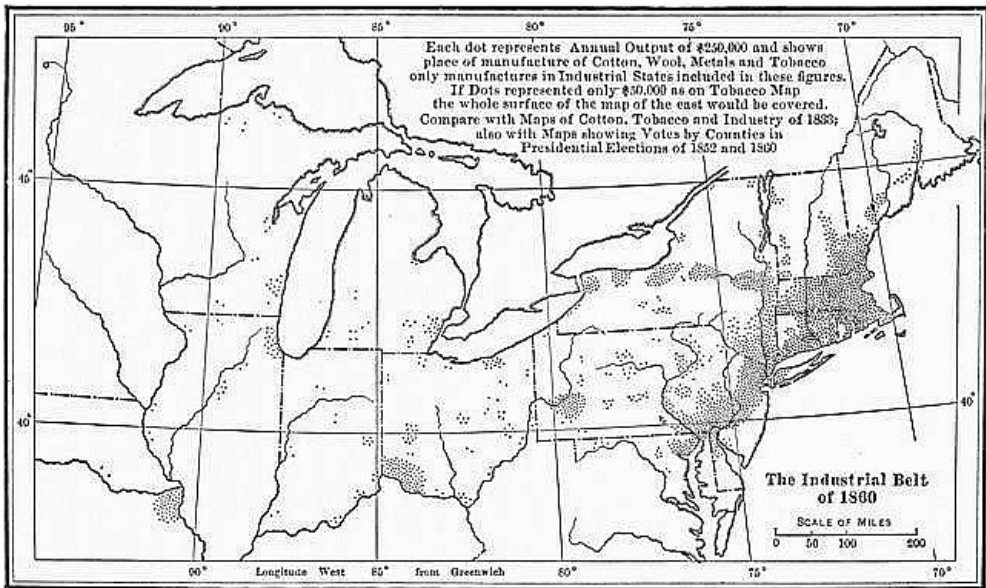 95°
90°
85°
80°
75°
70°
Each dot represents Annual Output of $250,000 and shows
place of manufacture of Cotton, Wool, Metals and Tobacco
only manufactures in Industrial States included in these figures.
If Dots represented only $50,000 as on Tobacco Map
the whole surface of the map of the east would be covered.
Compare with Maps of Cotton, Tobacco and Industry of 1833;
also with Maps showing Votes by Counties in
Presidential Elections of 1852 and 1860
45°
45°
40°
40°
The Industrial Belt
of 1860
SCALE OF MILES
0 50 100 200
90° Longitude West 85° from Greenwich 80° 75° 70°